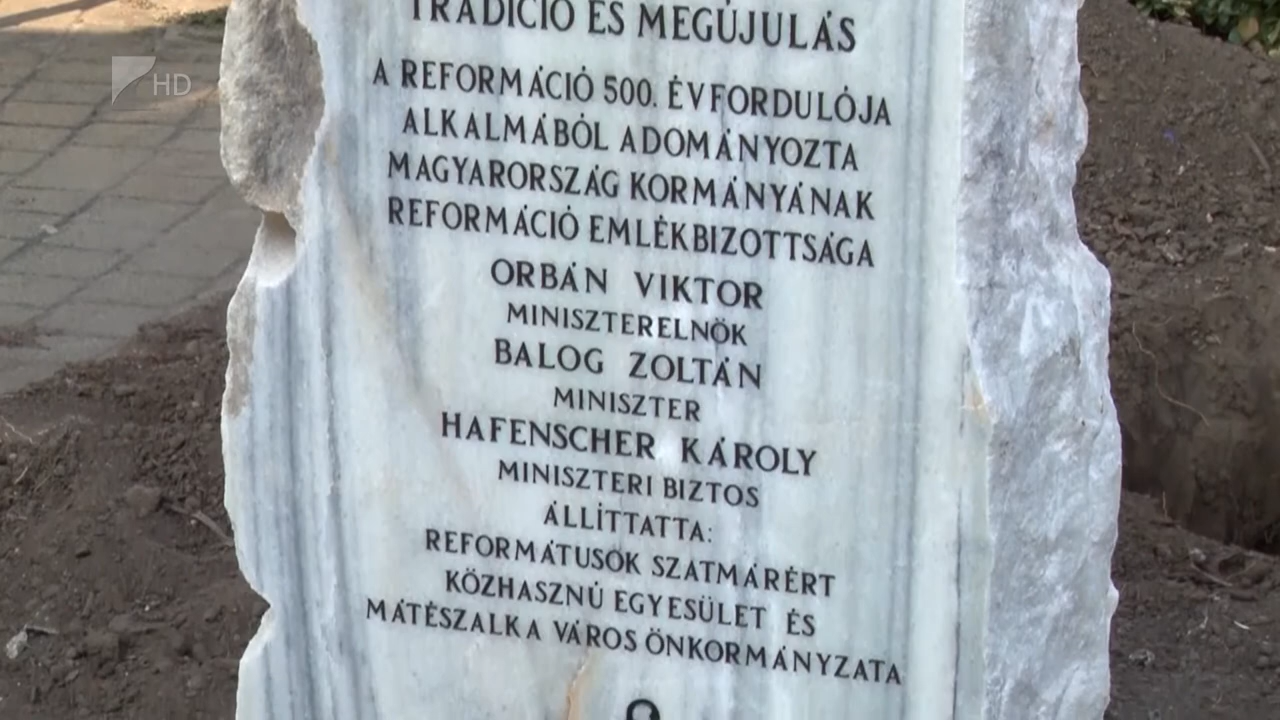 TRADÍCIÓ ÉS MEGÚJULÁS
A REFORMÁCIÓ 500. ÉVFORDULÓJA
ALKALMÁBÓL ADOMÁNYOZTA
MAGYARORSZÁG KORMÁNYÁNAK
REFORMÁCIÓ EMLÉKBIZOTTSÁGA
ORBÁN VIKTOR
MINISZTERELNÖK
BALOG ZOLTÁN
MINISZTER
HAFENSCHER KÁROLY
MINISZTERI BIZTOS
ÁLLÍTTATTA:
REFORMÁTUSOK SZATMÁRÉRT
KÖZHASZNÚ EGYESÜLET ÉS
MÁTÉSZALKA VÁROS ÖNKORMÁNYZATA
HD